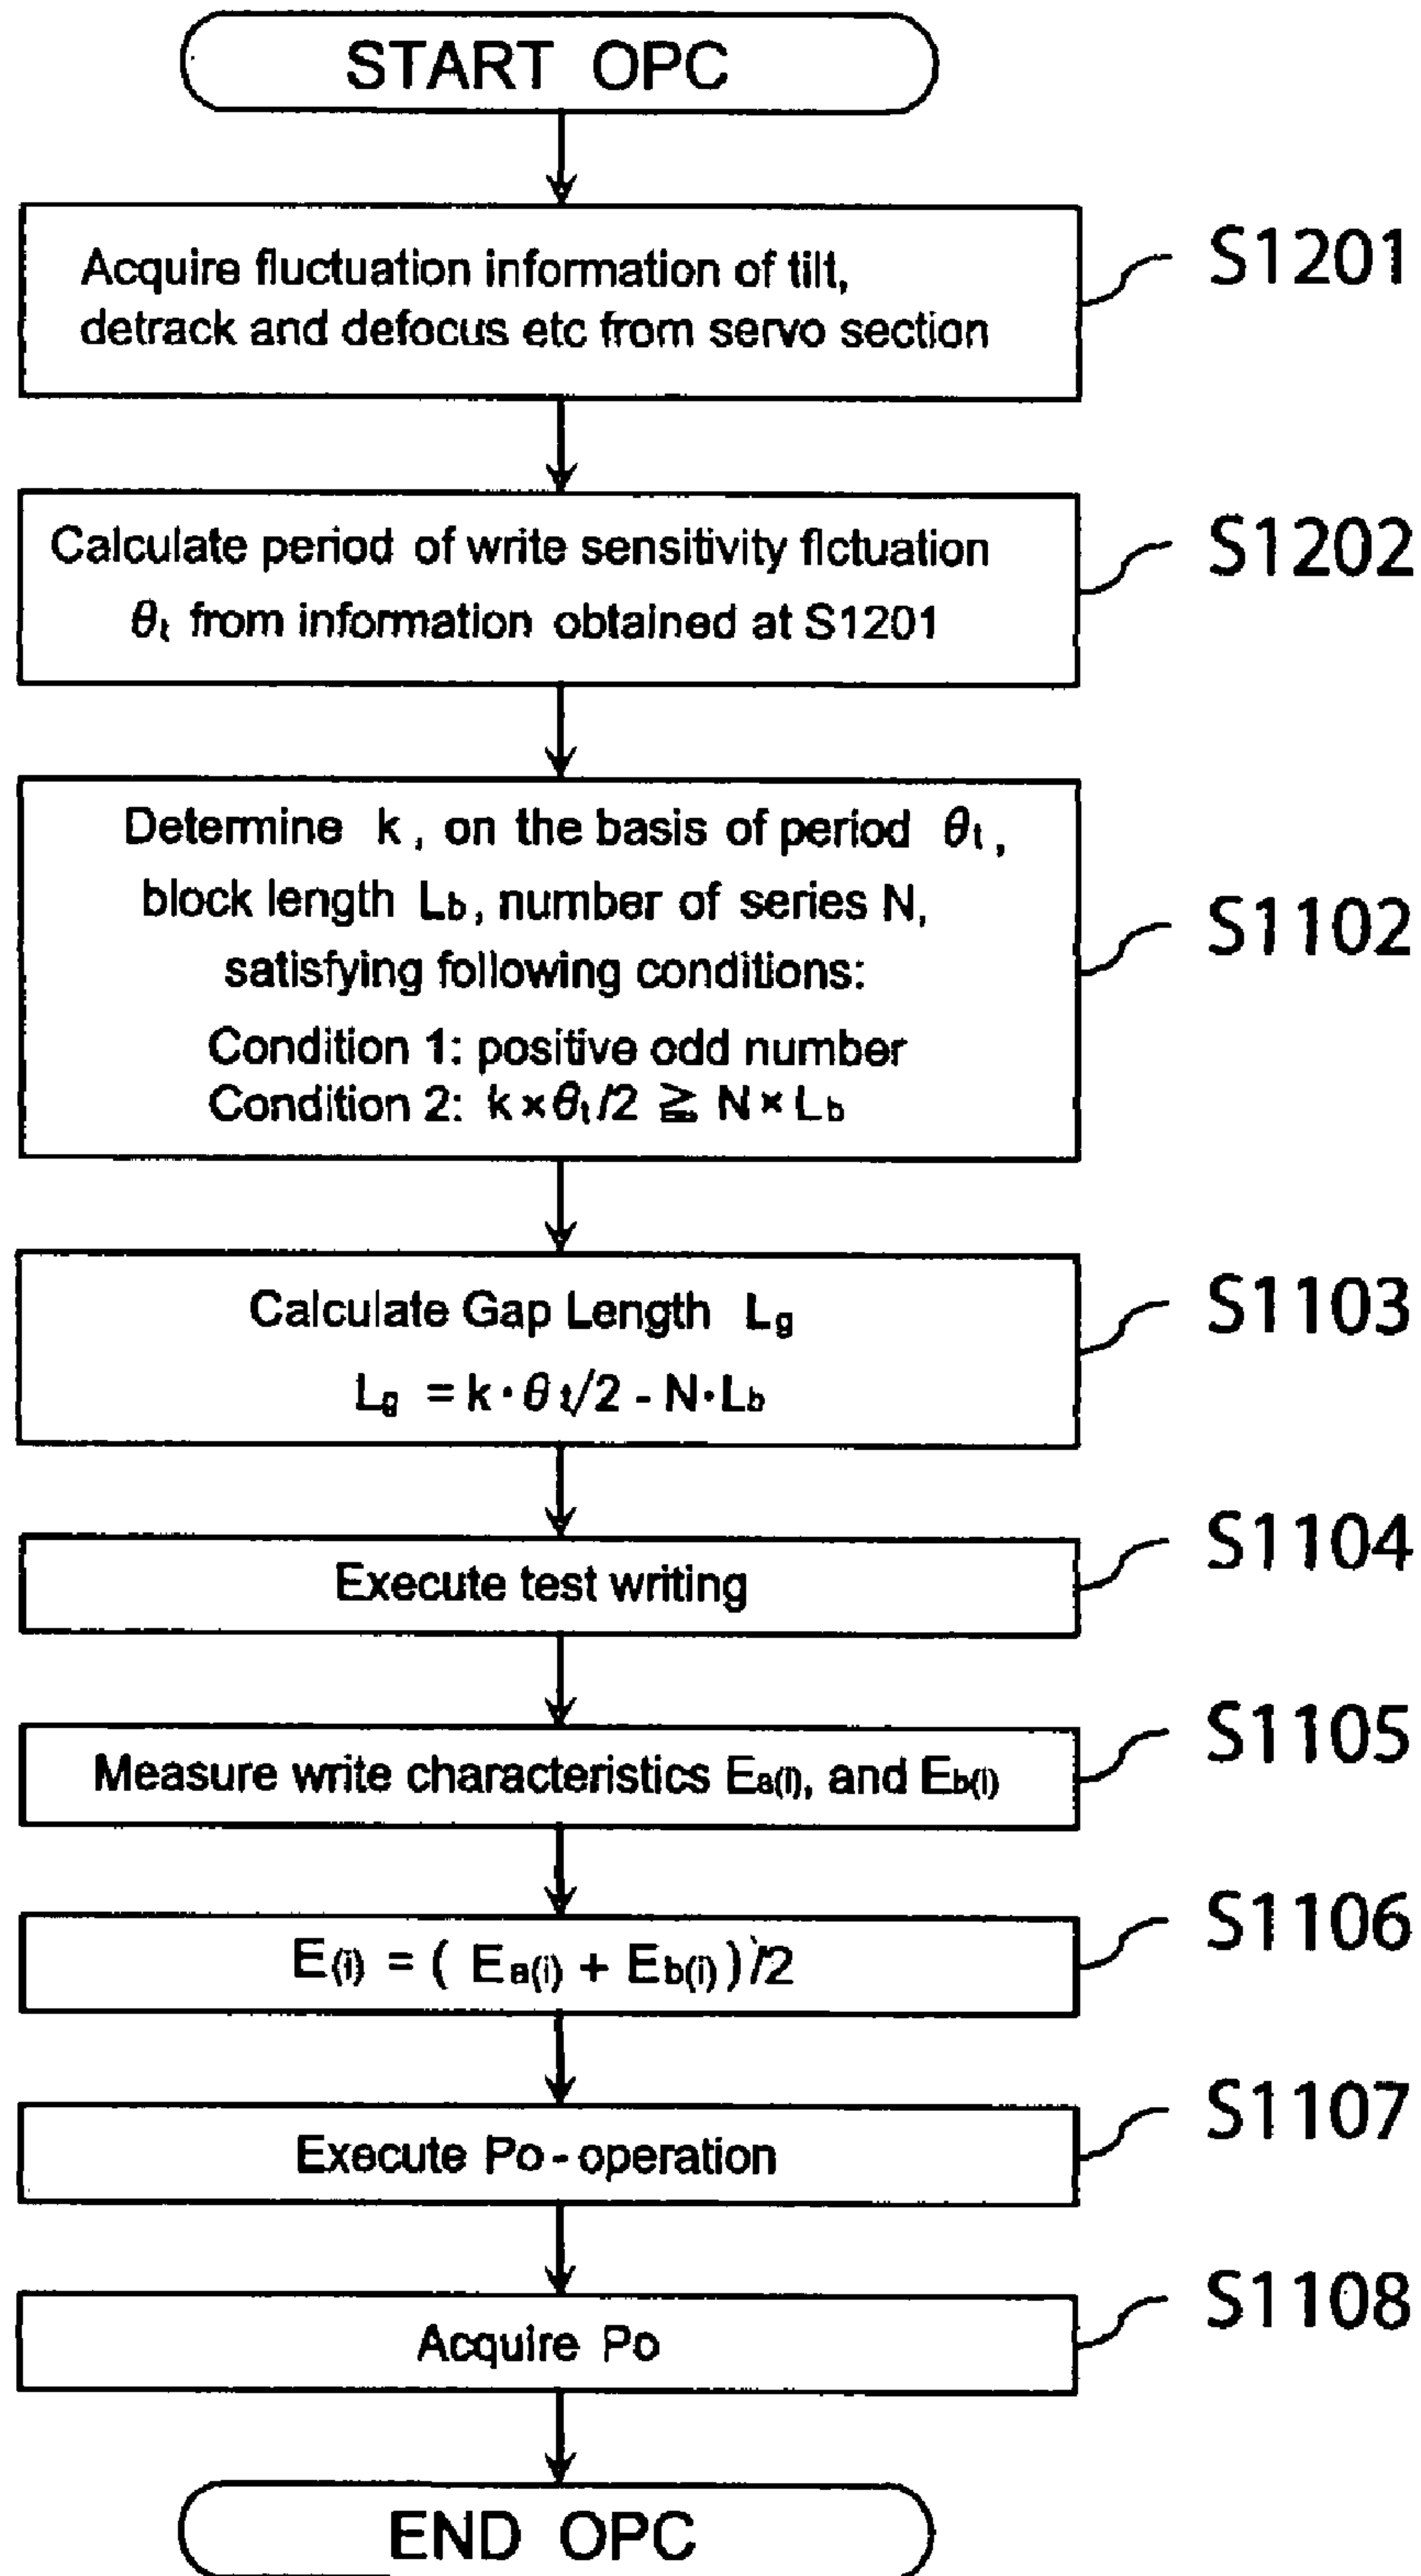 START OPC
Acquire fluctuation information of tilt,
detrack and defocus etc from servo section
S1201
Calculate period of write sensitivity flctuation
θt from information obtained at S1201
S1202
Determine k, on the basis of period θt,
block length Lb, number of series N,
satisfying following conditions:
Condition 1: positive odd number
Condition 2: k×θt/2 ≧ N×Lb
S1102
Calculate Gap Length Lg
Lg = k·θt/2 - N·Lb
S1103
Execute test writing
S1104
Measure write characteristics Ea(i), and Eb(i)
S1105
E(i) = ( Ea(i) + Eb(i) )/2
S1106
Execute Po-operation
S1107
Acquire Po
S1108
END OPC